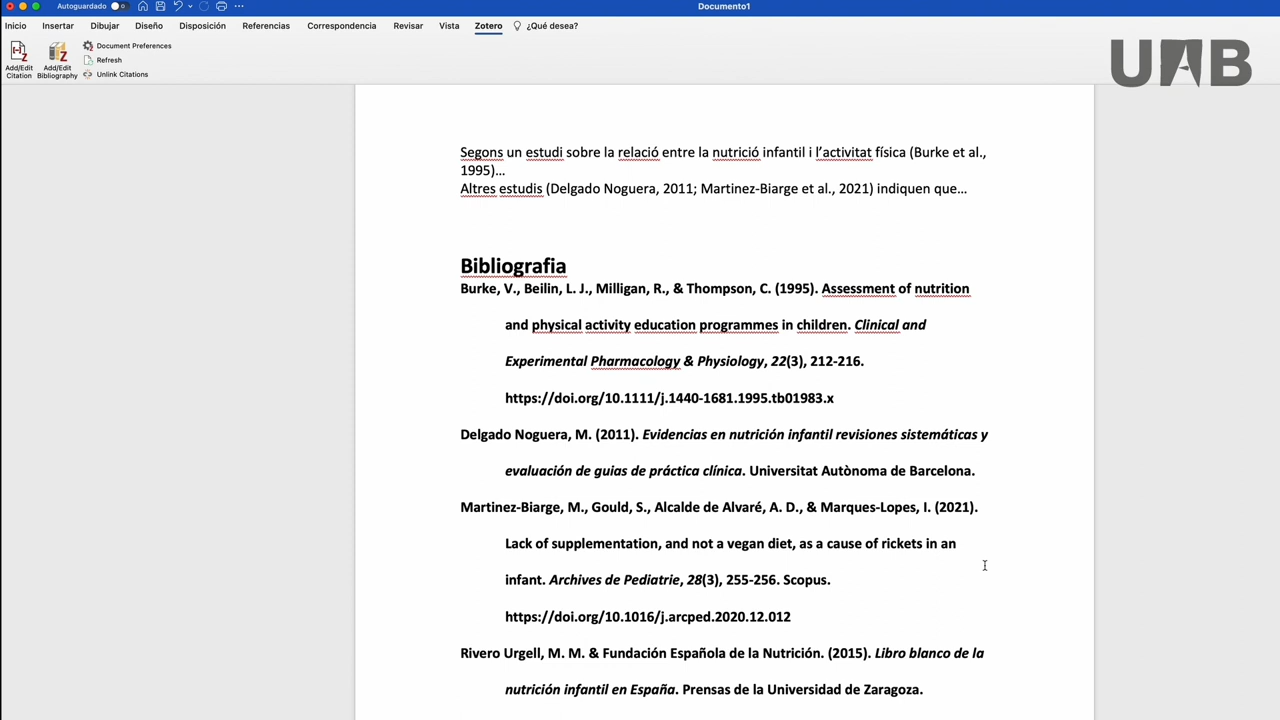 Autoguardado
Documento1
Inicio Insertar Dibujar Diseño Disposición Referencias Correspondencia Revisar Vista Zotero ¿Qué desea?
Add/Edit Citation
Add/Edit Bibliography
Document Preferences
Refresh
Unlink Citations
UAB
Segons un estudi sobre la relació entre la nutrició infantil i l'activitat física (Burke et al.,
1995)...
Altres estudis (Delgado Noguera, 2011; Martinez-Biarge et al., 2021) indiquen que...
Bibliografia
Burke, V., Beilin, L. J., Milligan, R., & Thompson, C. (1995). Assessment of nutrition
and physical activity education programmes in children. Clinical and
Experimental Pharmacology & Physiology, 22(3), 212-216.
https://doi.org/10.1111/j.1440-1681.1995.tb01983.x
Delgado Noguera, M. (2011). Evidencias en nutrición infantil revisiones sistemáticas y
evaluación de guias de práctica clínica. Universitat Autònoma de Barcelona.
Martinez-Biarge, M., Gould, S., Alcalde de Alvaré, A. D., & Marques-Lopes, I. (2021).
Lack of supplementation, and not a vegan diet, as a cause of rickets in an
infant. Archives de Pediatrie, 28(3), 255-256. Scopus.
https://doi.org/10.1016/j.arcped.2020.12.012
Rivero Urgell, M. M. & Fundación Española de la Nutrición. (2015). Libro blanco de la
nutrición infantil en España. Prensas de la Universidad de Zaragoza.